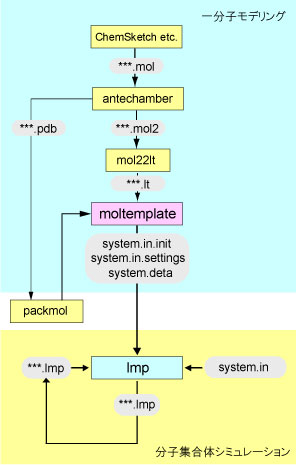 一分子モデリング
ChemSketch etc.
***.mol
antechamber
***.pdb
***.mol2
mol22lt
***.lt
moltemplate
system.in.init
system.in.settings
system.deta
packmol
***.lmp
lmp
system.in
***.lmp
分子集合体シミュレーション